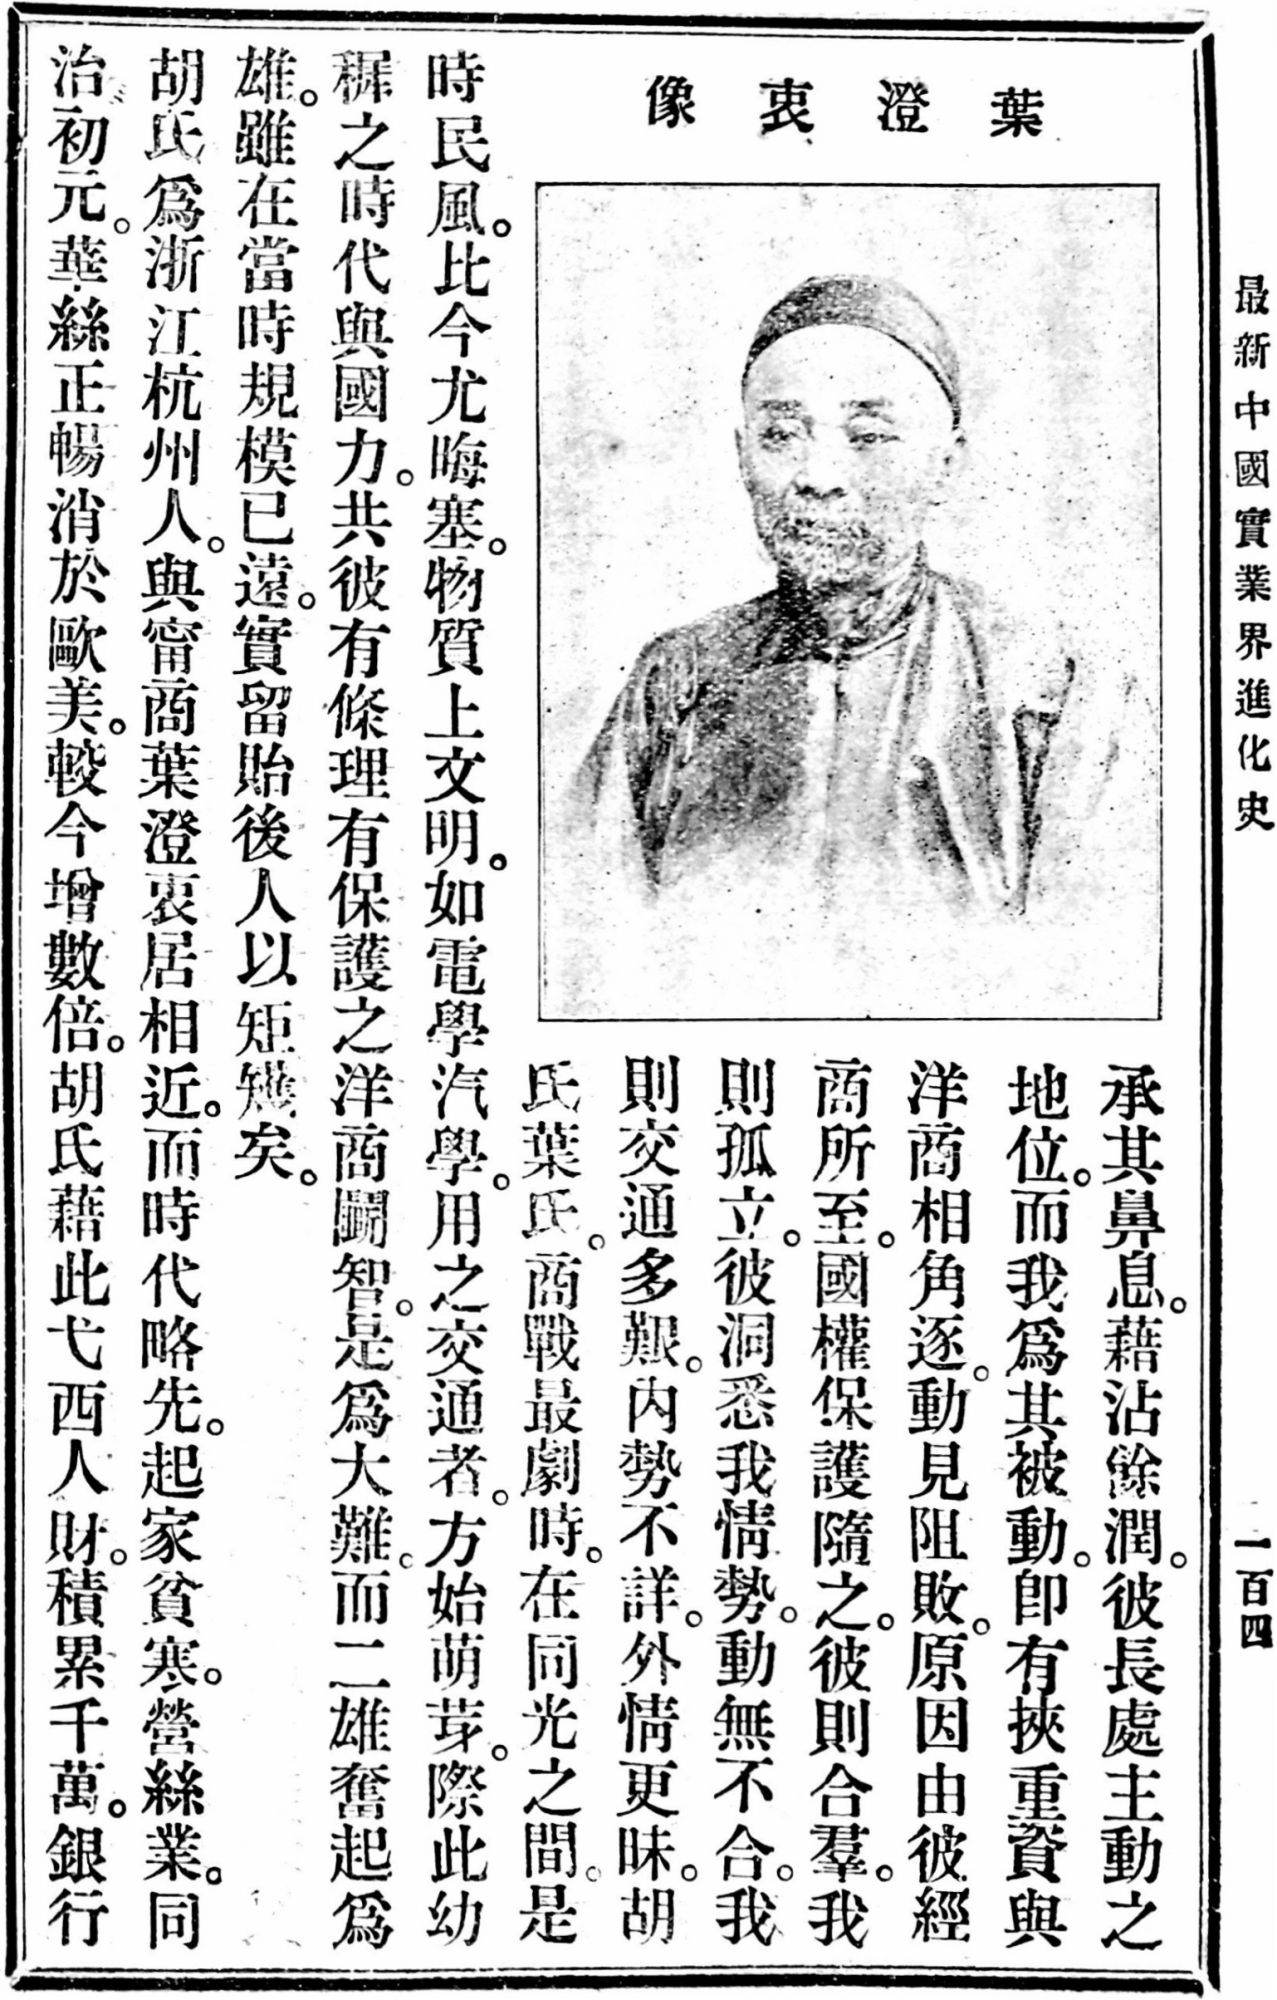 最新中國實業界進化史
一百四
葉澄衷像
承其鼻息。藉沾餘潤。彼長處主動之
地位。而我爲其被動。卽有挾重資與
洋商相角逐。動見阻敗。原因由彼經
商所至。國權保護隨之。彼則合羣。我
則孤立。彼洞悉我情勢。動無不合。我
則交通多艱。內勢不詳。外情更昧。胡
氏葉氏。商戰最劇時。在同光之間。是
時民風。比今尤晦塞。物質上文明。如電學汽學。用之交通者。方始萌芽。際此幼
穉之時代與國力。共彼有條理有保護之洋商鬬智。是爲大難。而二雄奮起爲
雄。雖在當時規模已遠。實留貽後人以矩矱矣。
胡氏爲浙江杭州人。與甯商葉澄衷居相近。而時代略先。起家貧寒。營絲業。同
治初元。華絲正暢消於歐美。較今增數倍。胡氏藉此弋西人財。積累千萬。銀行